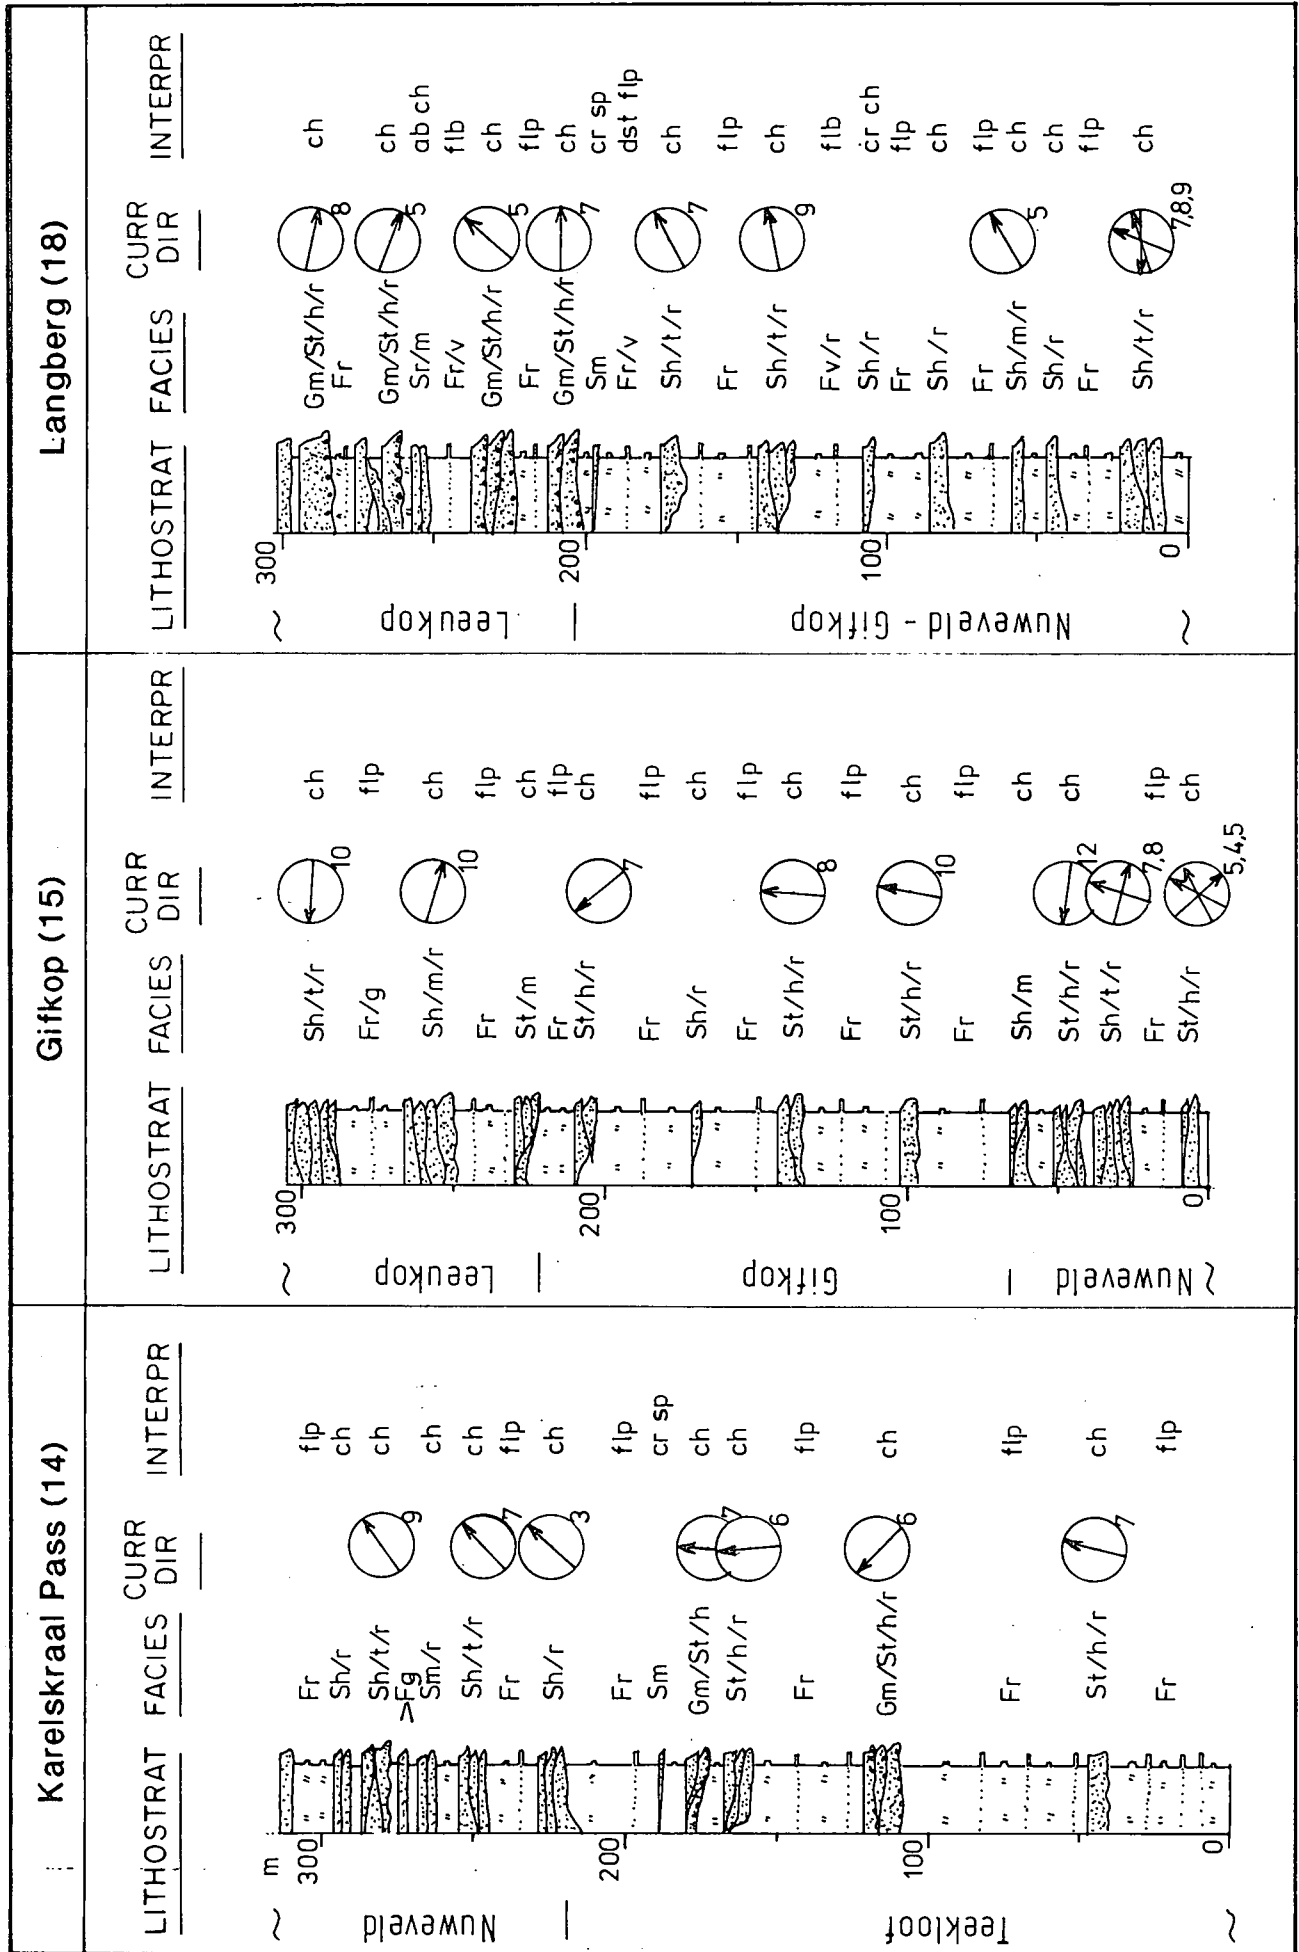 Karelskraal Pass (14)
LITHOSTRAT FACIES CURR DIR INTERPR
m
300
200
100
0
Nuweveld
Teekloof
Fr
Sh/r
Sh/t/r
>Fg
Sm/r
Sh/t/r
Fr
Sh/r
Fr
Sm
Gm/St/h
St/h/r
Fr
Gm/St/h/r
Fr
St/h/r
Fr
9
7
3
7
6
6
7
flp
ch
ch
ch
ch
flp
ch
flp
cr sp
ch
ch
flp
ch
flp
ch
flp
Gifkop (15)
LITHOSTRAT FACIES CURR DIR INTERPR
300
200
100
0
Leeukop
Gifkop
Nuweveld
Sh/t/r
Fr/g
Sh/m/r
Fr
St/m
Fr
St/h/r
Fr
Sh/r
Fr
St/h/r
Fr
St/h/r
Fr
Sh/m
St/h/r
Sh/t/r
Fr
St/h/r
10
10
7
8
10
12
7,8
5,4,5
ch
flp
ch
flp
ch
flp
ch
flp
ch
flp
ch
flp
ch
flp
ch
ch
flp
ch
Langberg (18)
LITHOSTRAT FACIES CURR DIR INTERPR
300
200
100
0
Leeukop
Nuweveld - Gifkop
Gm/St/h/r
Fr
Gm/St/h/r
Sr/m
Fr/v
Gm/St/h/r
Fr
Gm/St/h/r
Sm
Fr/v
Sh/t/r
Fr
Sh/t/r
Fv/r
Sh/r
Fr
Sh/r
Fr
Sh/m/r
Sh/r
Fr
Sh/t/r
8
5
5
7
7
9
5
7,8,9
ch
ch
ab ch
flb
ch
flp
ch
cr sp
dst flp
ch
flp
ch
flb
cr ch
flp
ch
flp
ch
ch
flp
ch